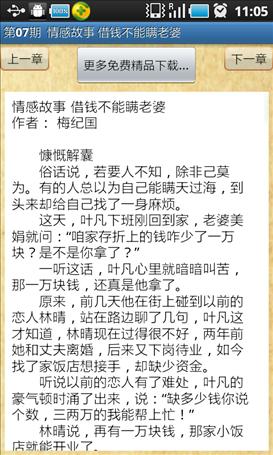 100%
R
11:05
第07期 情感故事 借钱不能瞒老婆
上一章
更多免费精品下载...
下一章
情感故事 借钱不能瞒老婆
作者: 梅纪国
慷慨解囊
俗话说，若要人不知，除非己莫
为。有的人总以为自己能瞒天过海，到
头来却给自己找了一身麻烦。
这天，叶凡下班刚回到家，老婆美
娟就问：“咱家存折上的钱咋少了一万
块？是不是你拿了？”
一听这话，叶凡心里就暗暗叫苦，
那一万块钱，还真是他拿了。
原来，前几天他在街上碰到以前的
恋人林晴，站在路边聊了几句，叶凡这
才知道，林晴现在过得很不好，两年前
她和丈夫离婚，后来又下岗待业，如今
找了家饭店想接手，却缺少资金。
听说以前的恋人有了难处，叶凡的
豪气顿时涌了出来，说：“缺多少钱你说
个数，三两万的我能帮上忙！”
林晴说，再有一万块钱，那家小饭
店就能开业了。